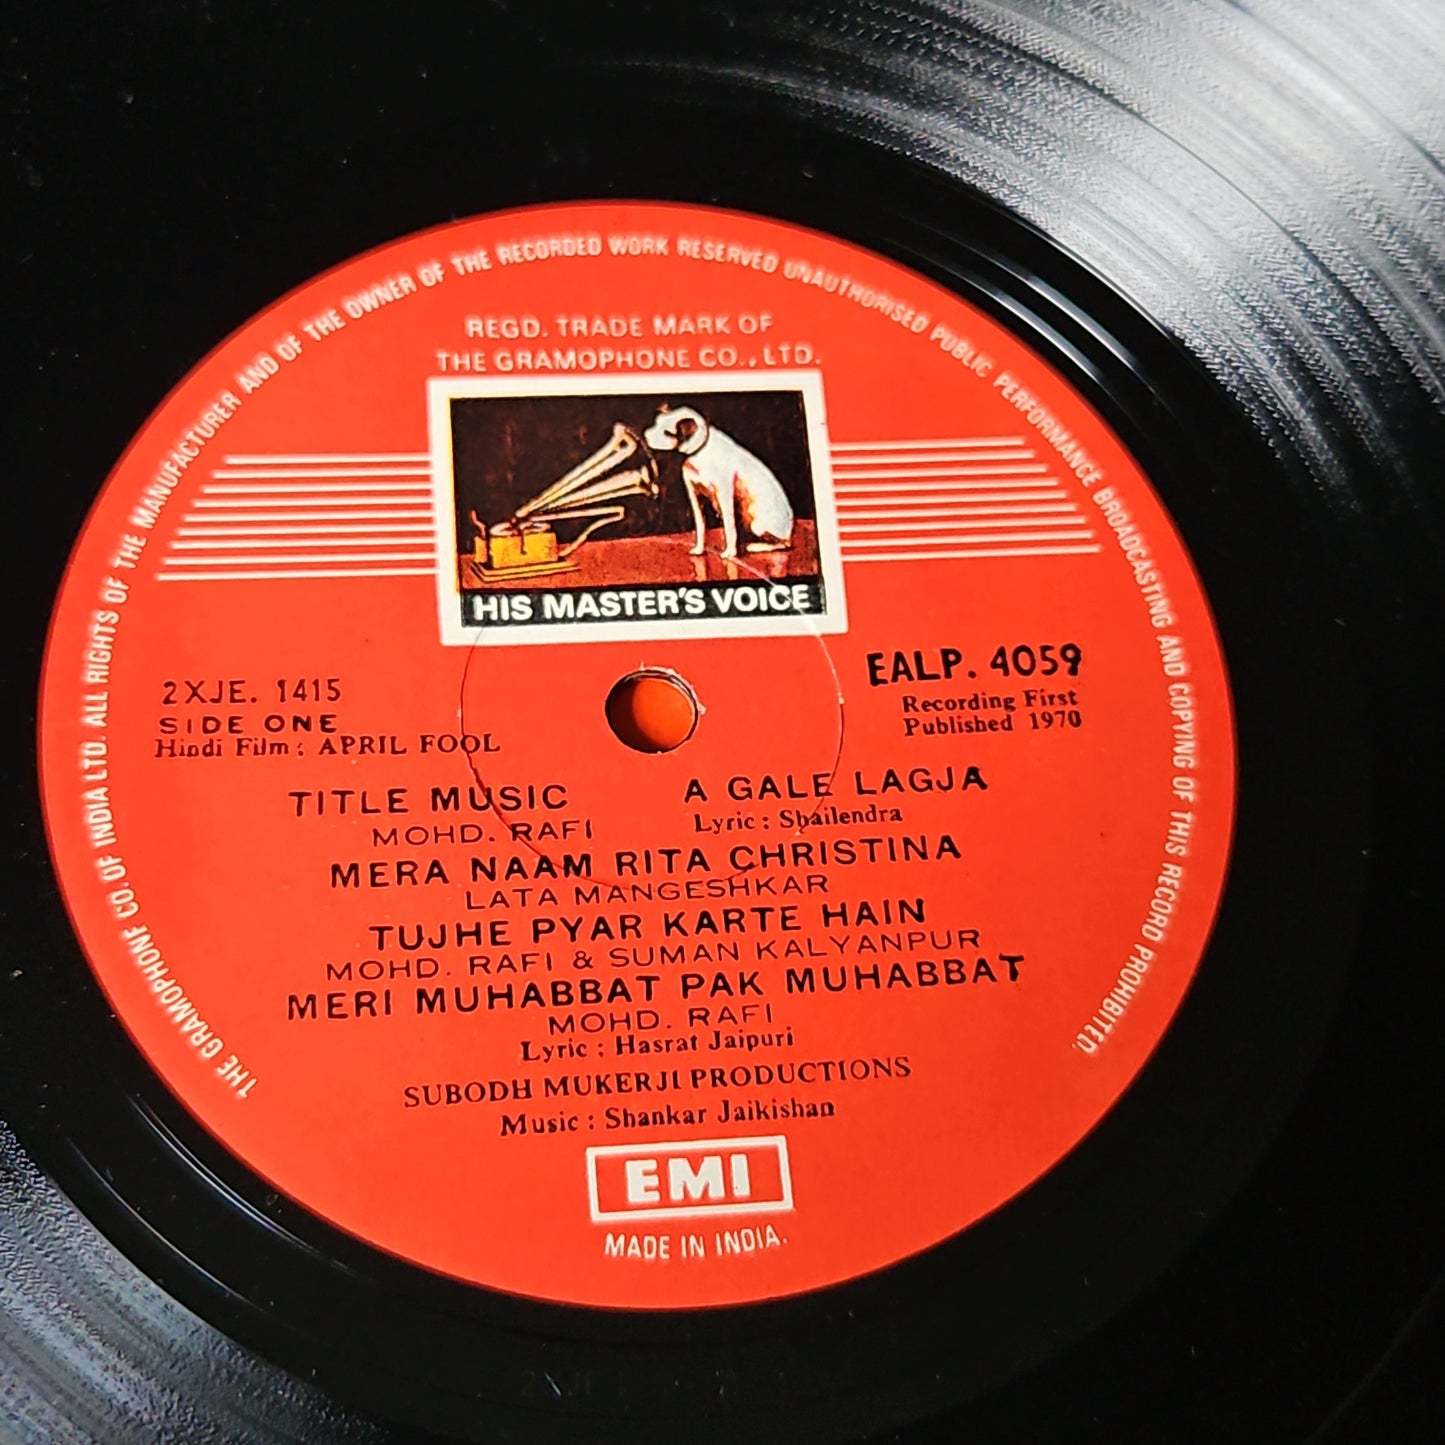 THE GRAMOPHONE CO. OF INDIA LTD. ALL RIGHTS OF THE MANUFACTURER AND OF THE OWNER OF THE RECORDED WORK RESERVED UNAUTHORISED PUBLIC PERFORMANCE BROADCASTING AND COPYING OF THIS RECORD PROHIBITED.
REGD. TRADE MARK OF
THE GRAMOPHONE CO., LTD.
HIS MASTER'S VOICE
EALP. 4059
Recording First
Published 1970
2XJE. 1415
SIDE ONE
Hindi Film : APRIL FOOL
TITLE MUSIC A GALE LAGJA
MOHD. RAFI Lyric : Shailendra
MERA NAAM RITA CHRISTINA
LATA MANGESHKAR
TUJHE PYAR KARTE HAIN
MOHD. RAFI & SUMAN KALYANPUR
MERI MUHABBAT PAK MUHABBAT
MOHD. RAFI
Lyric : Hasrat Jaipuri
SUBODH MUKERJI PRODUCTIONS
Music : Shankar Jaikishan
EMI
MADE IN INDIA.